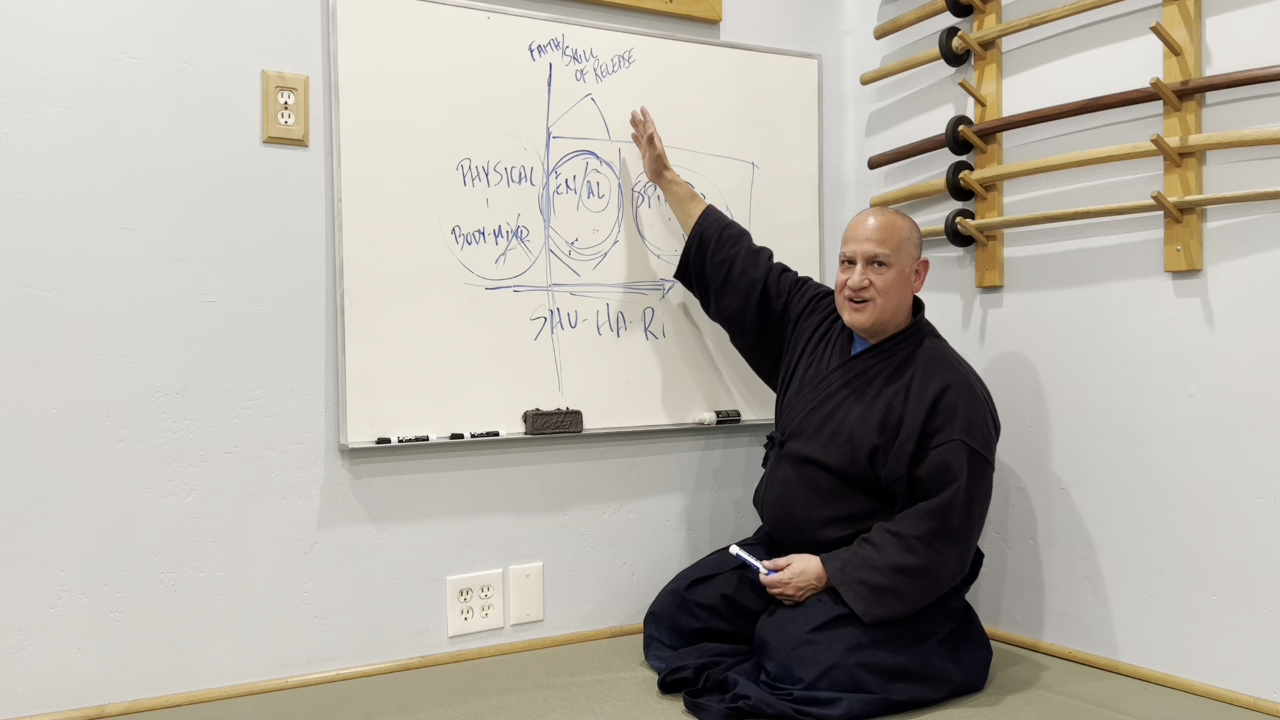 FAITH/SKILL
OF RELEASE
PHYSICAL
BODY-MIND
SHU-HA-RI